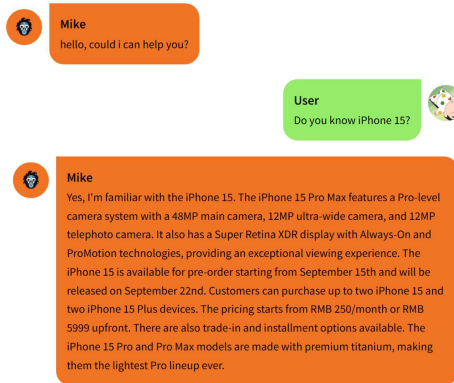 Mike
hello, could i can help you?
User
Do you know iPhone 15?
Mike
Yes, I'm familiar with the iPhone 15. The iPhone 15 Pro Max features a Pro-level
camera system with a 48MP main camera, 12MP ultra-wide camera, and 12MP
telephoto camera. It also has a Super Retina XDR display with Always-On and
ProMotion technologies, providing an exceptional viewing experience. The
iPhone 15 is available for pre-order starting from September 15th and will be
released on September 22nd. Customers can purchase up to two iPhone 15 and
two iPhone 15 Plus devices. The pricing starts from RMB 250/month or RMB
5999 upfront. There are also trade-in and installment options available. The
iPhone 15 Pro and Pro Max models are made with premium titanium, making
them the lightest Pro lineup ever.